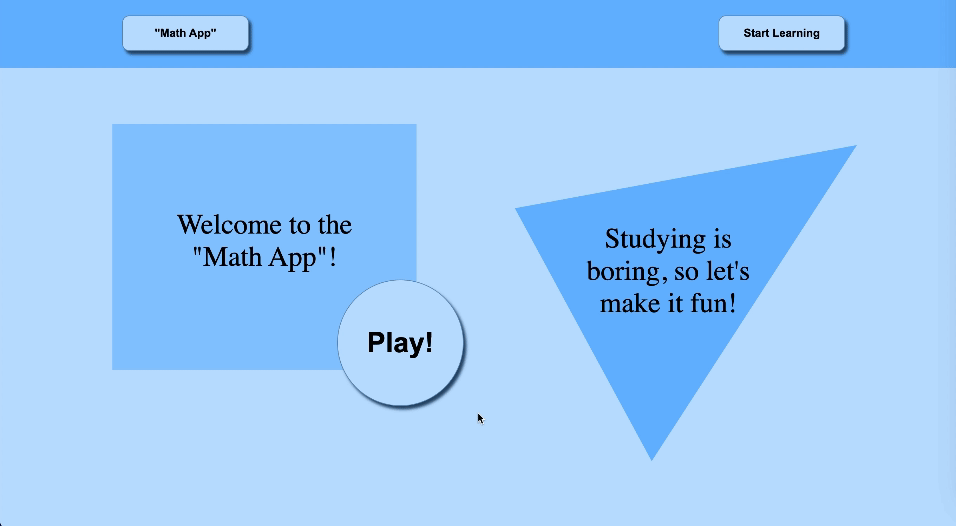 "Math App"
Start Learning
Welcome to the
"Math App"!
Play!
Studying is
boring, so let's
make it fun!